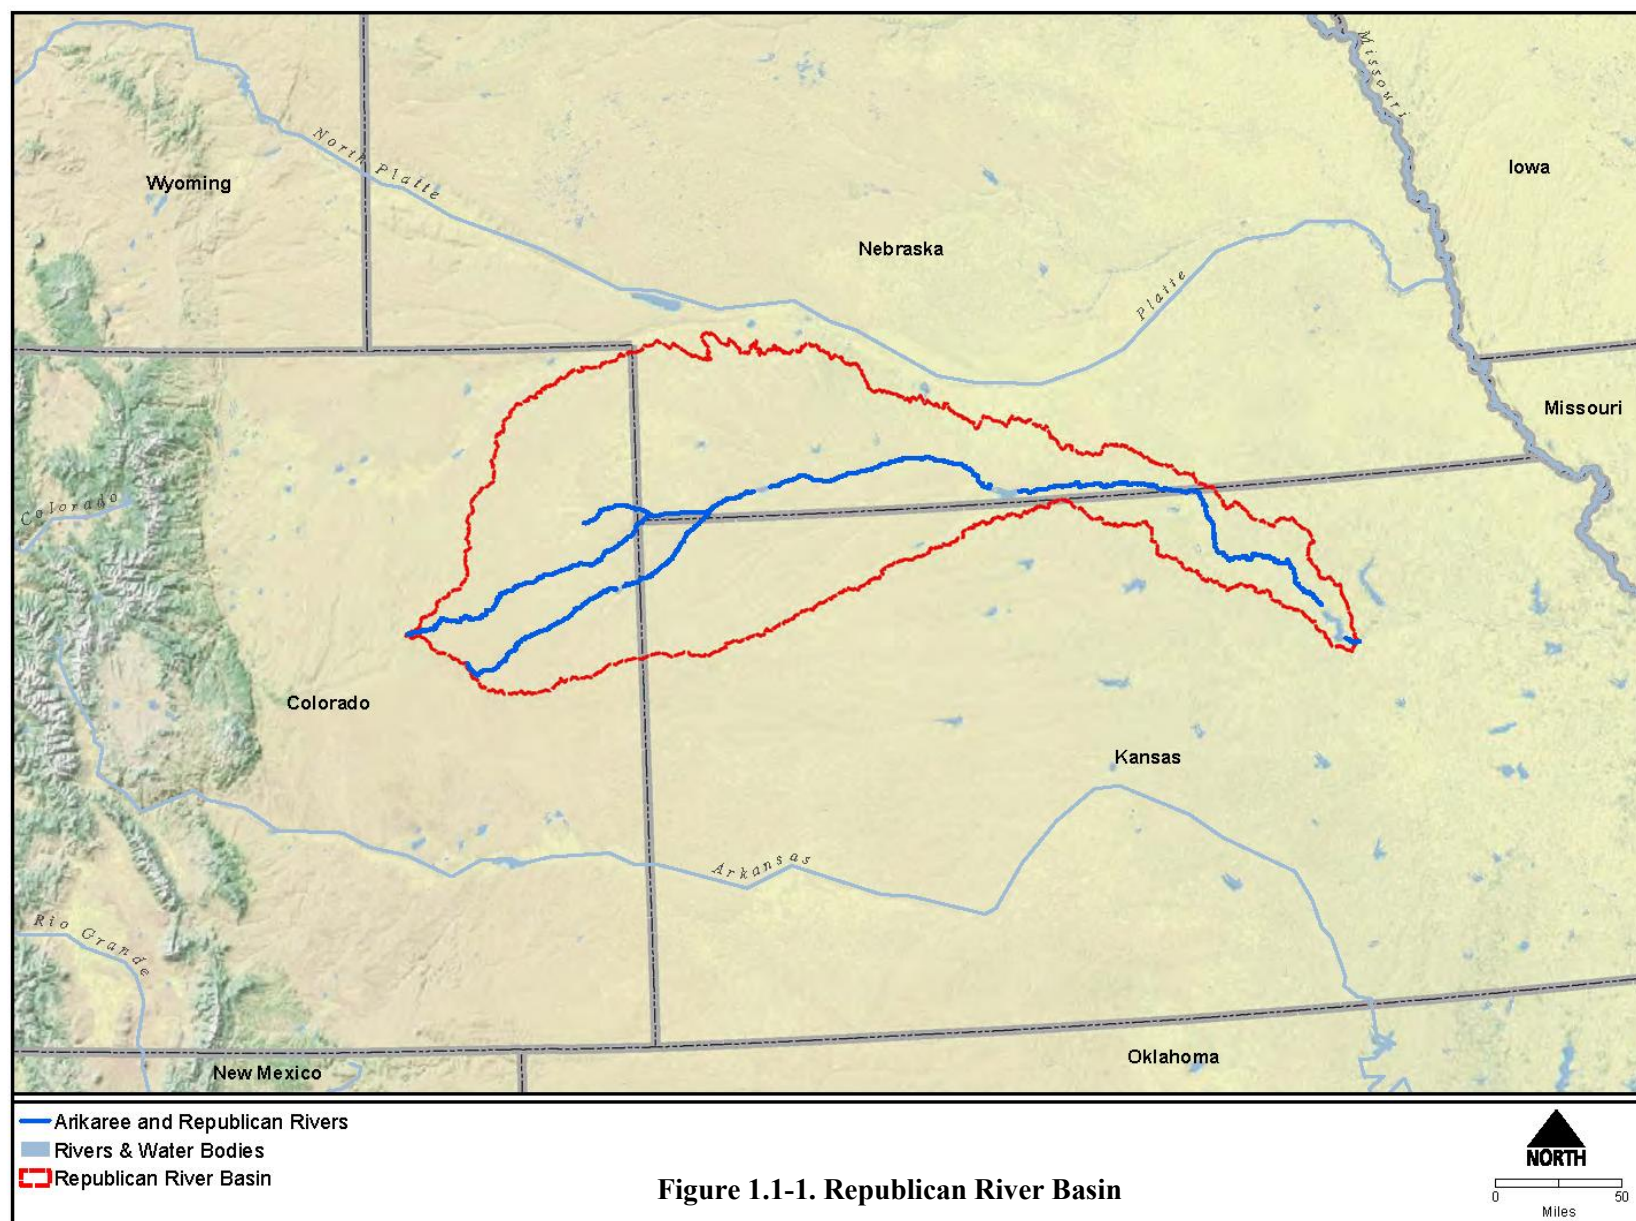 Missouri
North Platte
Wyoming
Iowa
Nebraska
Platte
Missouri
Colorado
Colorado
Kansas
Arkansas
Rio Grande
Oklahoma
New Mexico
Arikaree and Republican Rivers
Rivers & Water Bodies
Republican River Basin
Figure 1.1-1. Republican River Basin
NORTH
0 50
Miles